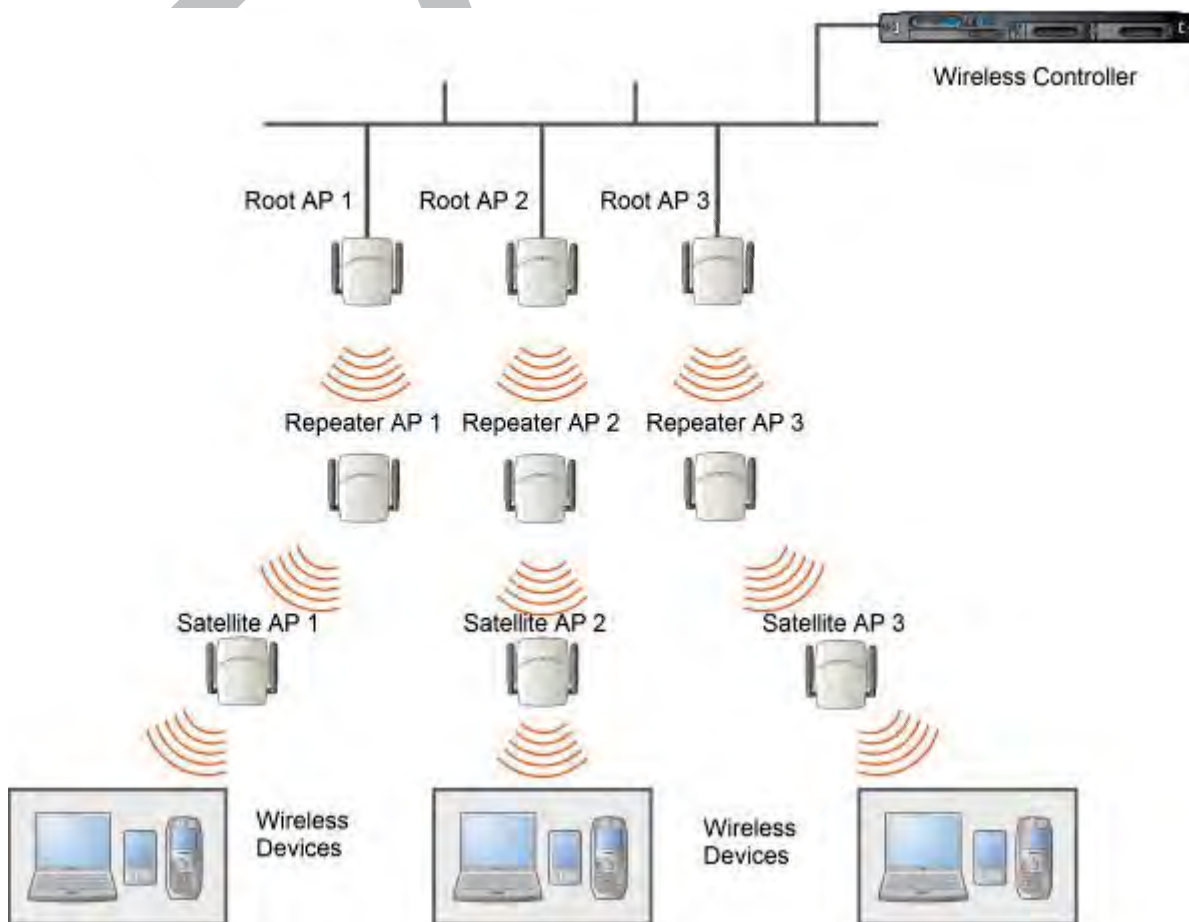 Wireless Controller
Root AP 1
Root AP 2
Root AP 3
Repeater AP 1
Repeater AP 2
Repeater AP 3
Satellite AP 1
Satellite AP 2
Satellite AP 3
Wireless
Devices
Wireless
Devices